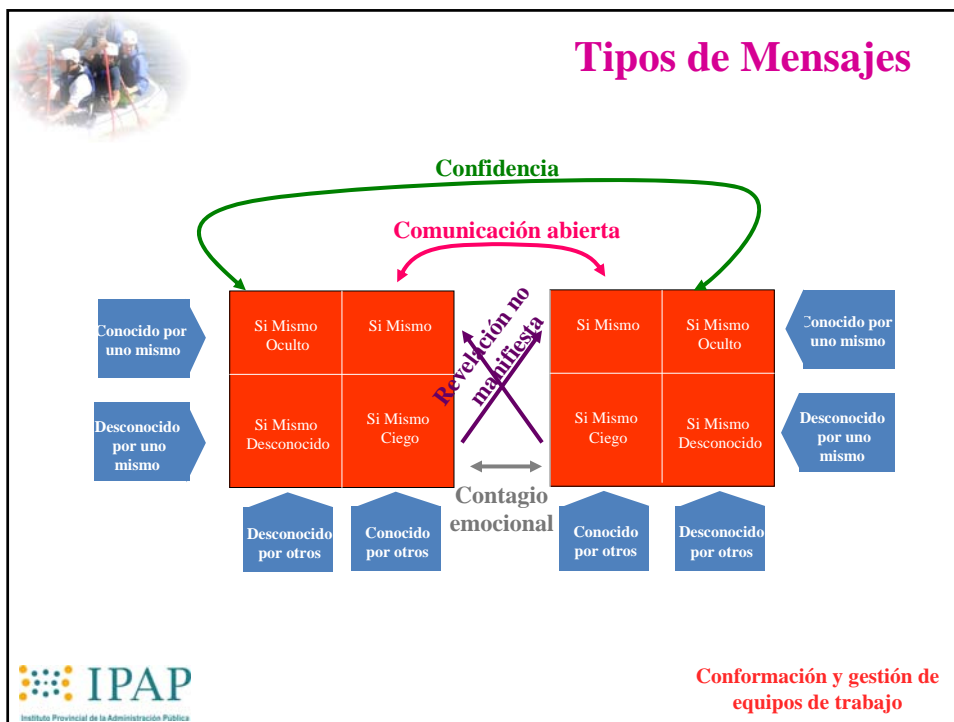 Tipos de Mensajes
Confidencia
Comunicación abierta
Revelación no
manifiesta
Conocido por
uno mismo
Si Mismo
Oculto
Si Mismo
Si Mismo
Si Mismo
Oculto
Conocido por
uno mismo
Desconocido
por uno
mismo
Si Mismo
Desconocido
Si Mismo
Ciego
Si Mismo
Ciego
Si Mismo
Desconocido
Desconocido
por uno
mismo
Contagio
emocional
Desconocido
por otros
Conocido
por otros
Conocido
por otros
Desconocido
por otros
IPAP
Instituto Provincial de la Administración Pública
Conformación y gestión de
equipos de trabajo